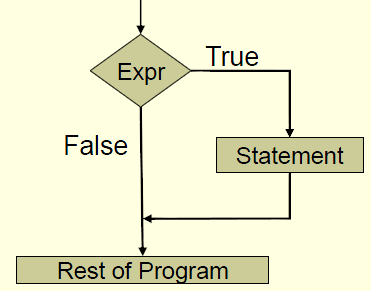 Expr
True
False
Statement
Rest of Program